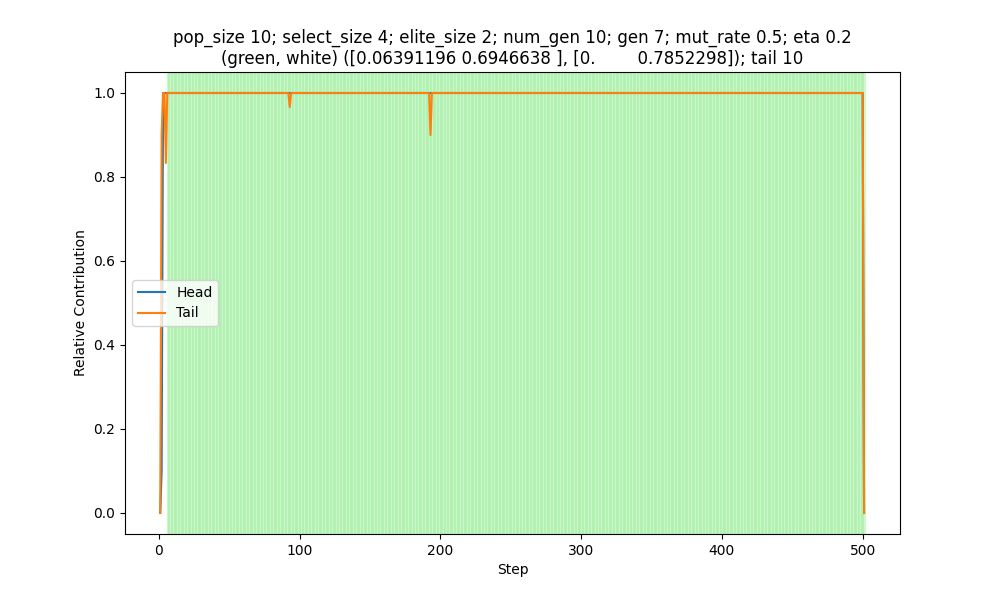 pop_size 10; select_size 4; elite_size 2; num_gen 10; gen 7; mut_rate 0.5; eta 0.2
(green, white) ([0.06391196 0.6946638 ], [0.         0.7852298]); tail 10
1.0
0.8
0.6
0.4
0.2
0.0
Relative Contribution
Head
Tail
0
100
200
300
400
500
Step